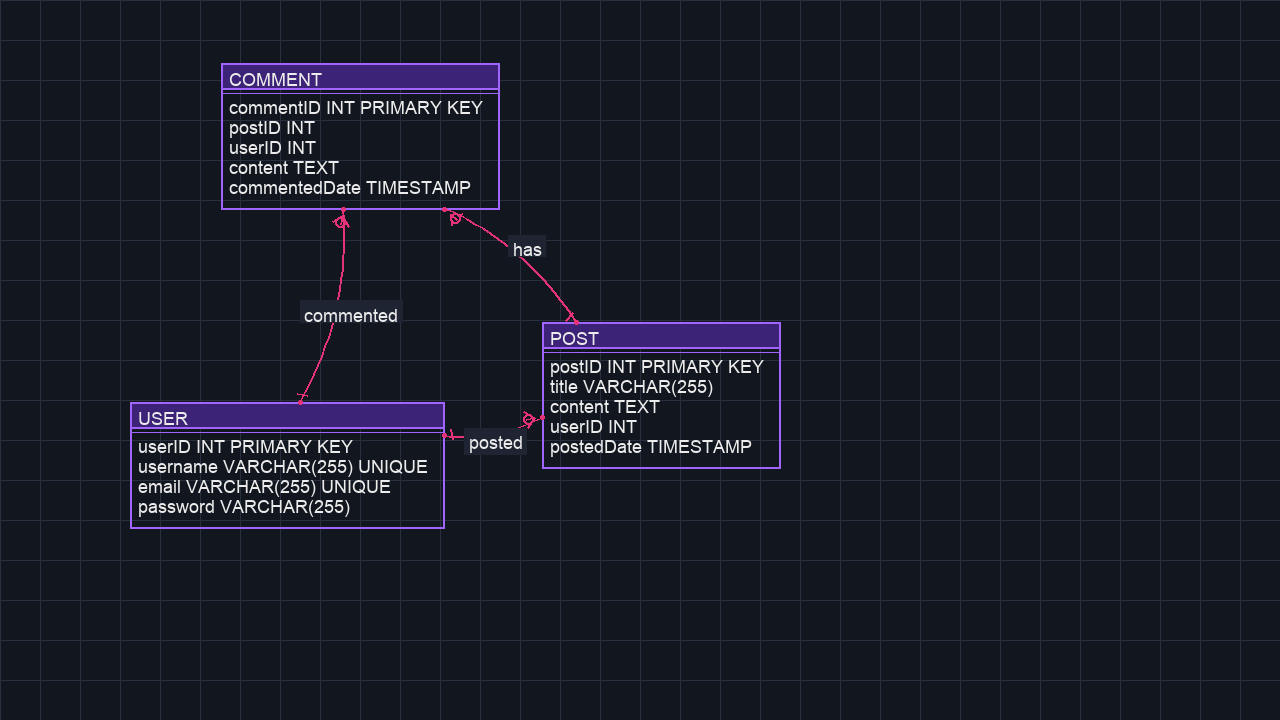 COMMENT
commentID INT PRIMARY KEY
postID INT
userID INT
content TEXT
commentedDate TIMESTAMP
has
commented
POST
postID INT PRIMARY KEY
title VARCHAR(255)
content TEXT
userID INT
postedDate TIMESTAMP
USER
userID INT PRIMARY KEY
username VARCHAR(255) UNIQUE
email VARCHAR(255) UNIQUE
password VARCHAR(255)
posted